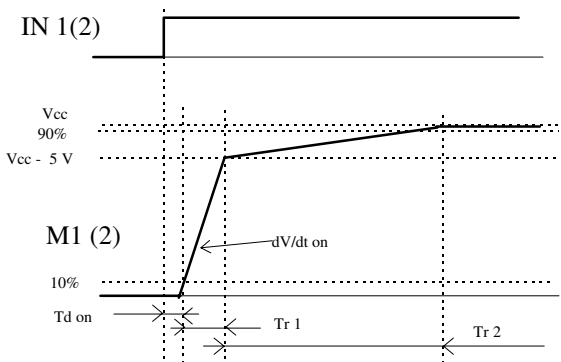 IN 1(2)
Vcc
90%
Vcc - 5 V
M1 (2)
dV/dt on
10%
Td on
Tr 1
Tr 2